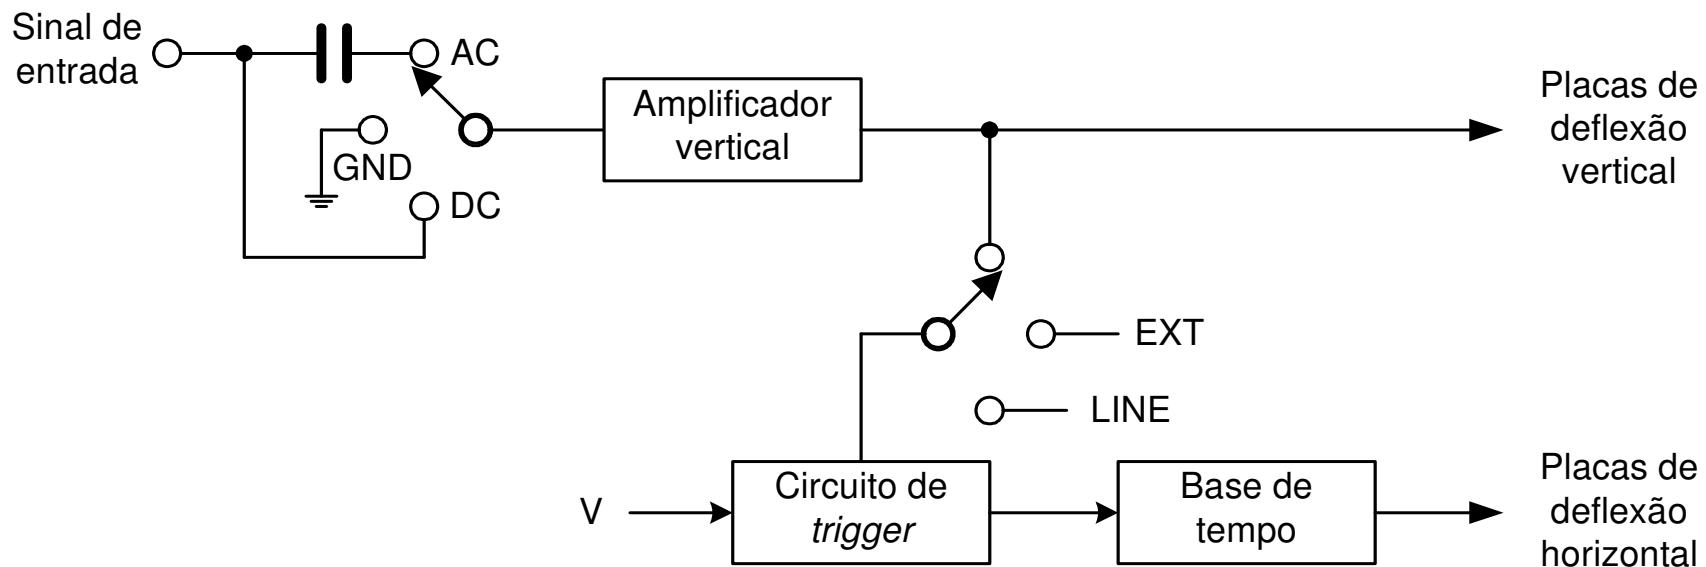 Sinal de
entrada
AC
GND
DC
Amplificador
vertical
Placas de
deflexão
vertical
EXT
LINE
V
Circuito de
trigger
Base de
tempo
Placas de
deflexão
horizontal